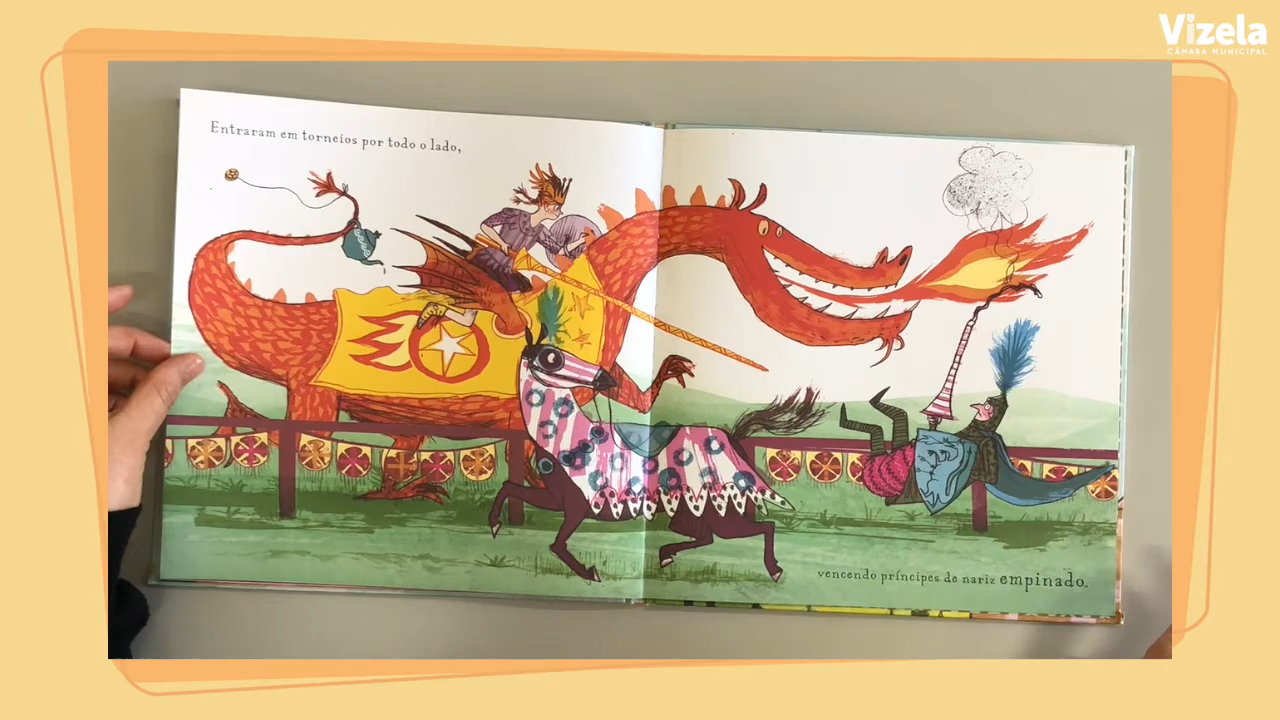 Vizela
CÂMARA MUNICIPAL
Entraram em torneios por todo o lado,
vencendo príncipes de nariz empinado.